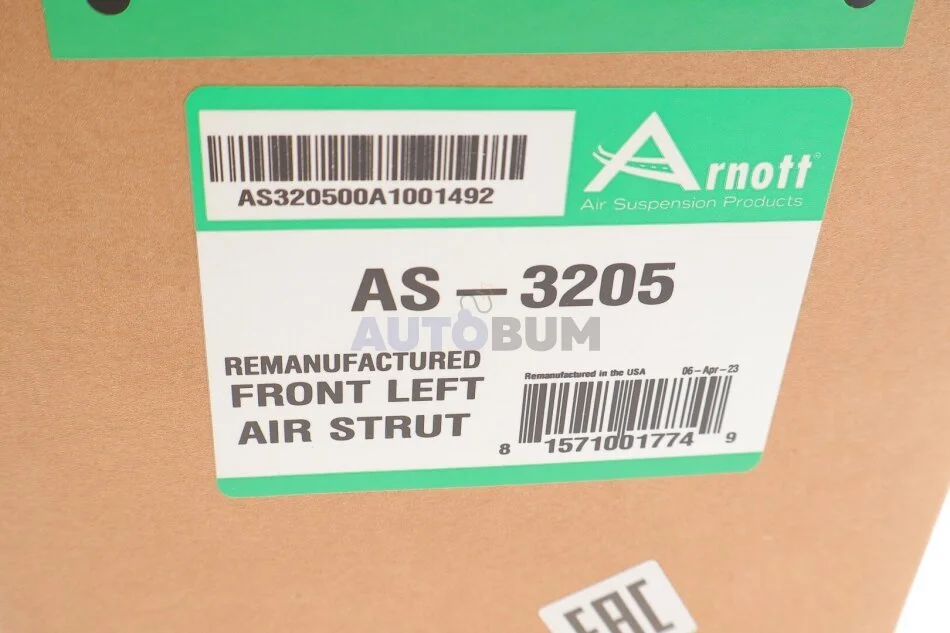 AS320500A1001492
Arnott®
Air Suspension Products
AS – 3205
AUTOBUM
REMANUFACTURED
FRONT LEFT
AIR STRUT
Remanufactured in the USA 06-Apr-23
8 1571001774 9
EAC